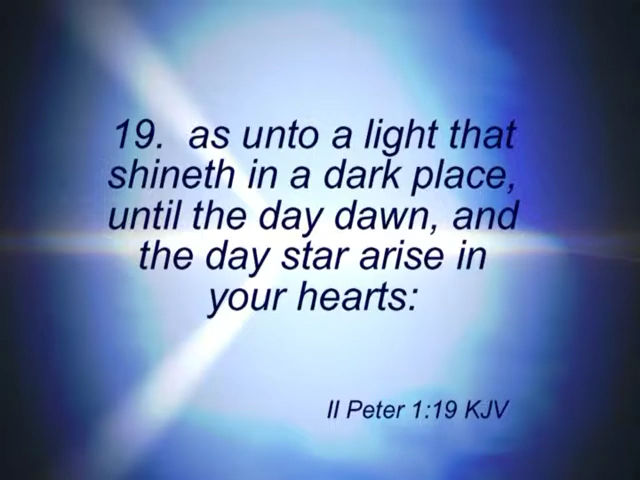 19.  as unto a light that
shineth in a dark place,
until the day dawn, and
the day star arise in
your hearts:
II Peter 1:19 KJV